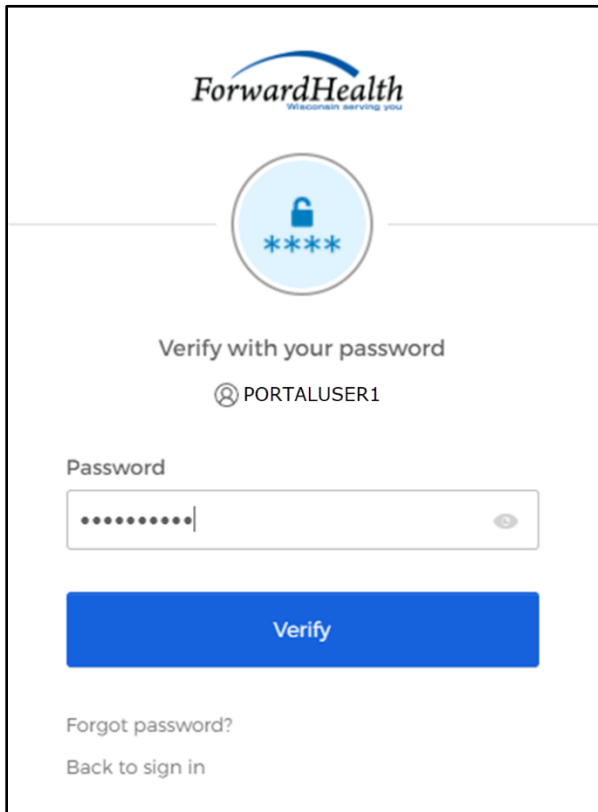 ForwardHealth
Wisconsin serving you
****
Verify with your password
PORTALUSER1
Password
••••••••••
Verify
Forgot password?
Back to sign in